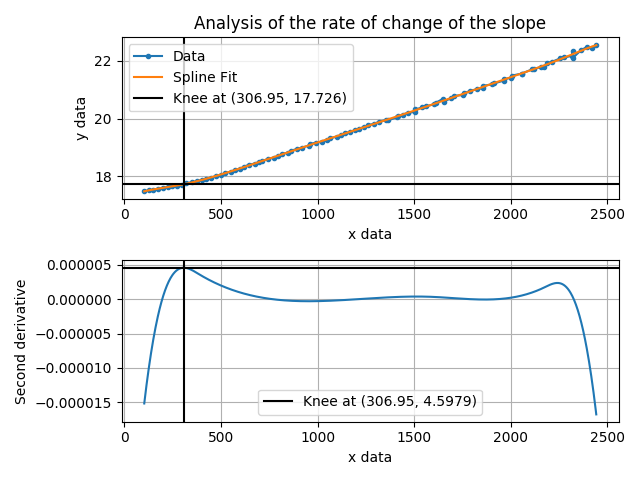 Analysis of the rate of change of the slope
Data
Spline Fit
Knee at (306.95, 17.726)
22
20
18
y data
0 500 1000 1500 2000 2500
x data
0.000005
0.000000
−0.000005
−0.000010
−0.000015
Second derivative
Knee at (306.95, 4.5979)
0 500 1000 1500 2000 2500
x data